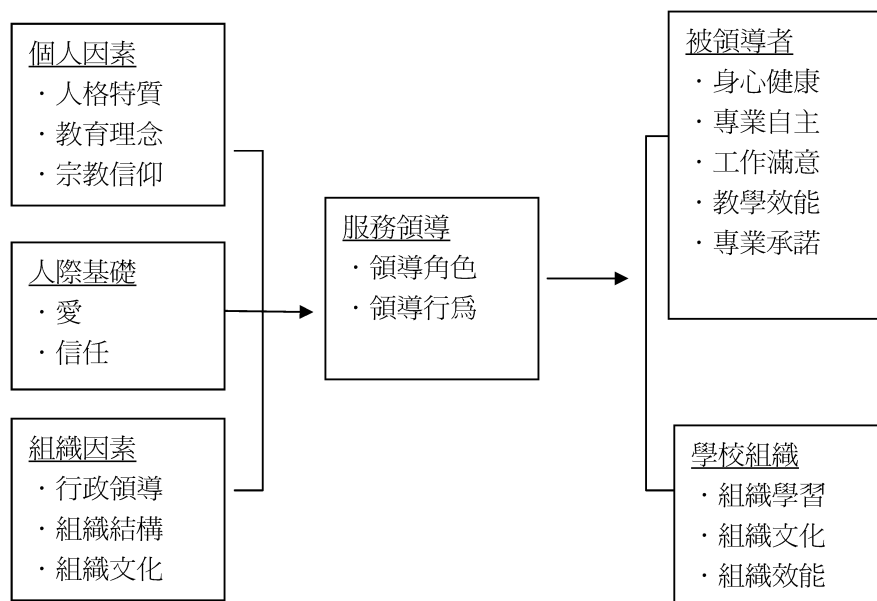 個人因素
．人格特質
．教育理念
．宗教信仰
人際基礎
．愛
．信任
組織因素
．行政領導
．組織結構
．組織文化
服務領導
．領導角色
．領導行為
被領導者
．身心健康
．專業自主
．工作滿意
．教學效能
．專業承諾
學校組織
．組織學習
．組織文化
．組織效能